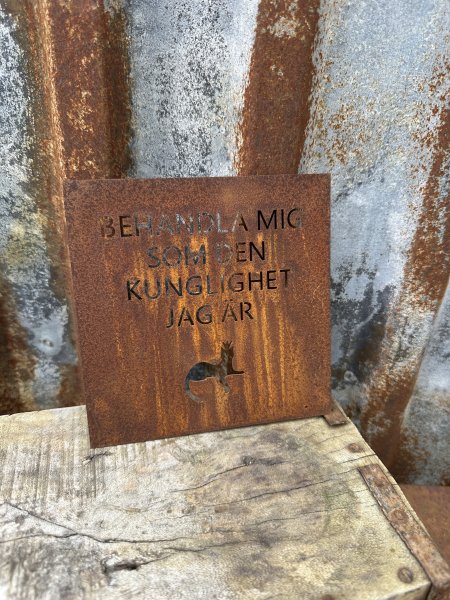 BEHANDLA MIG
SOM DEN
KUNGLIGHET
JAG ÄR